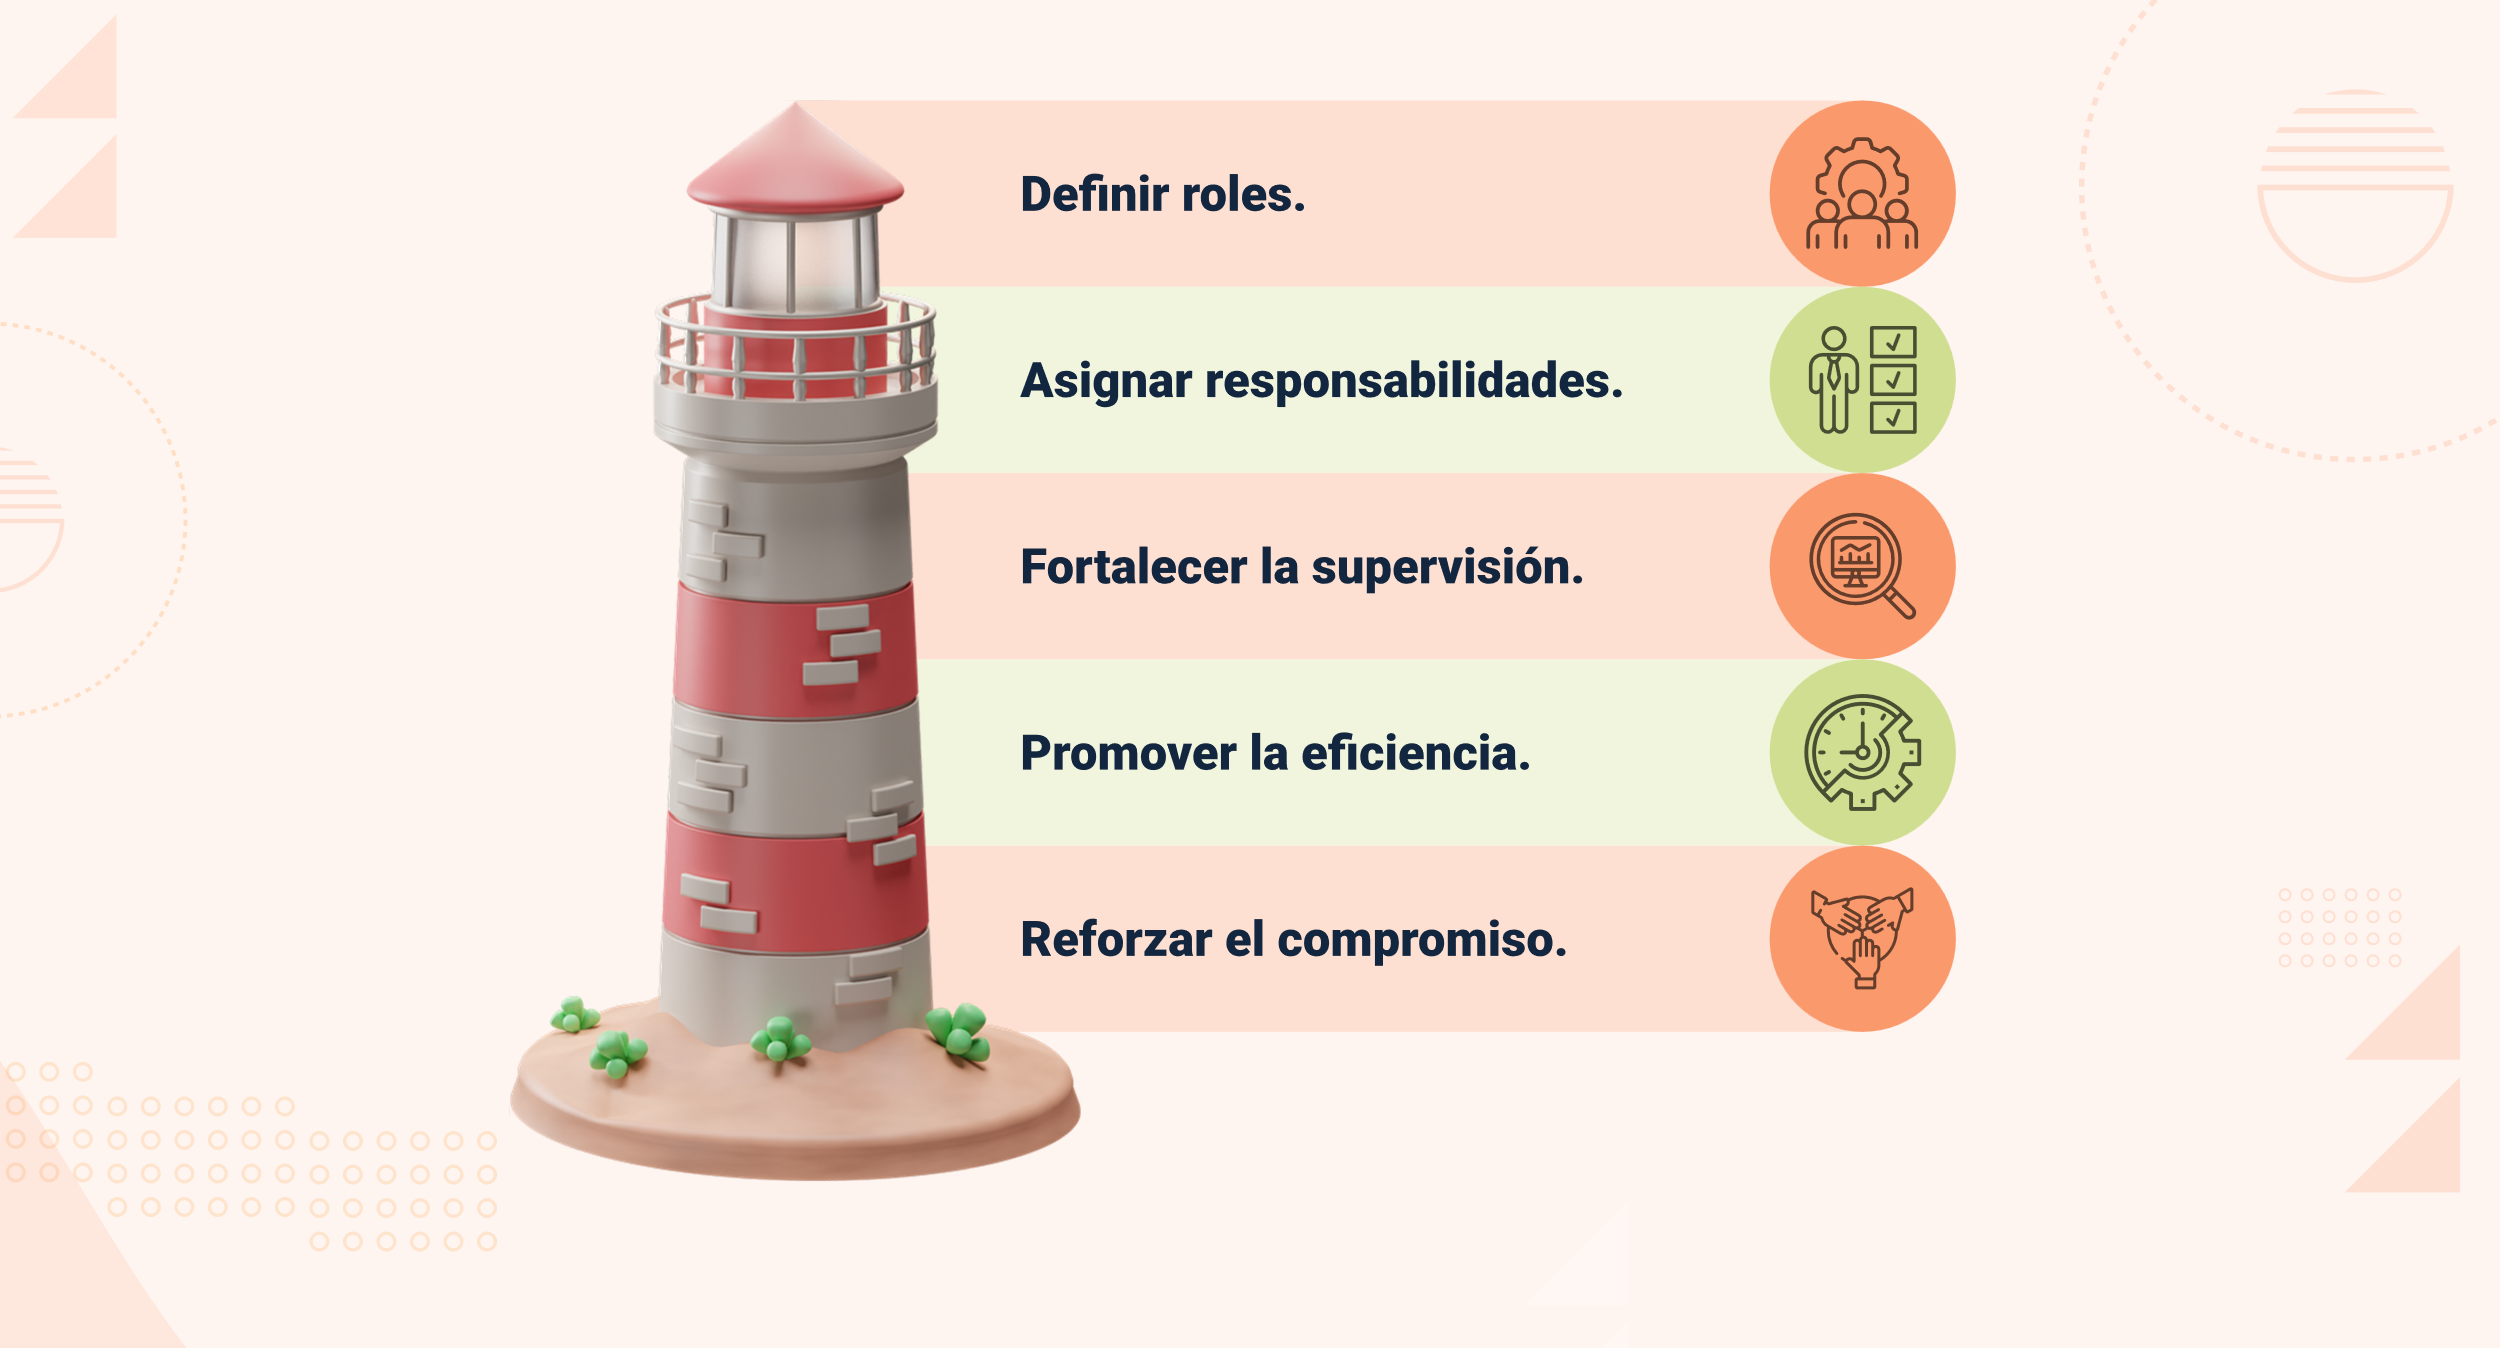 Definir roles.
Asignar responsabilidades.
Fortalecer la supervisión.
Promover la eficiencia.
Reforzar el compromiso.